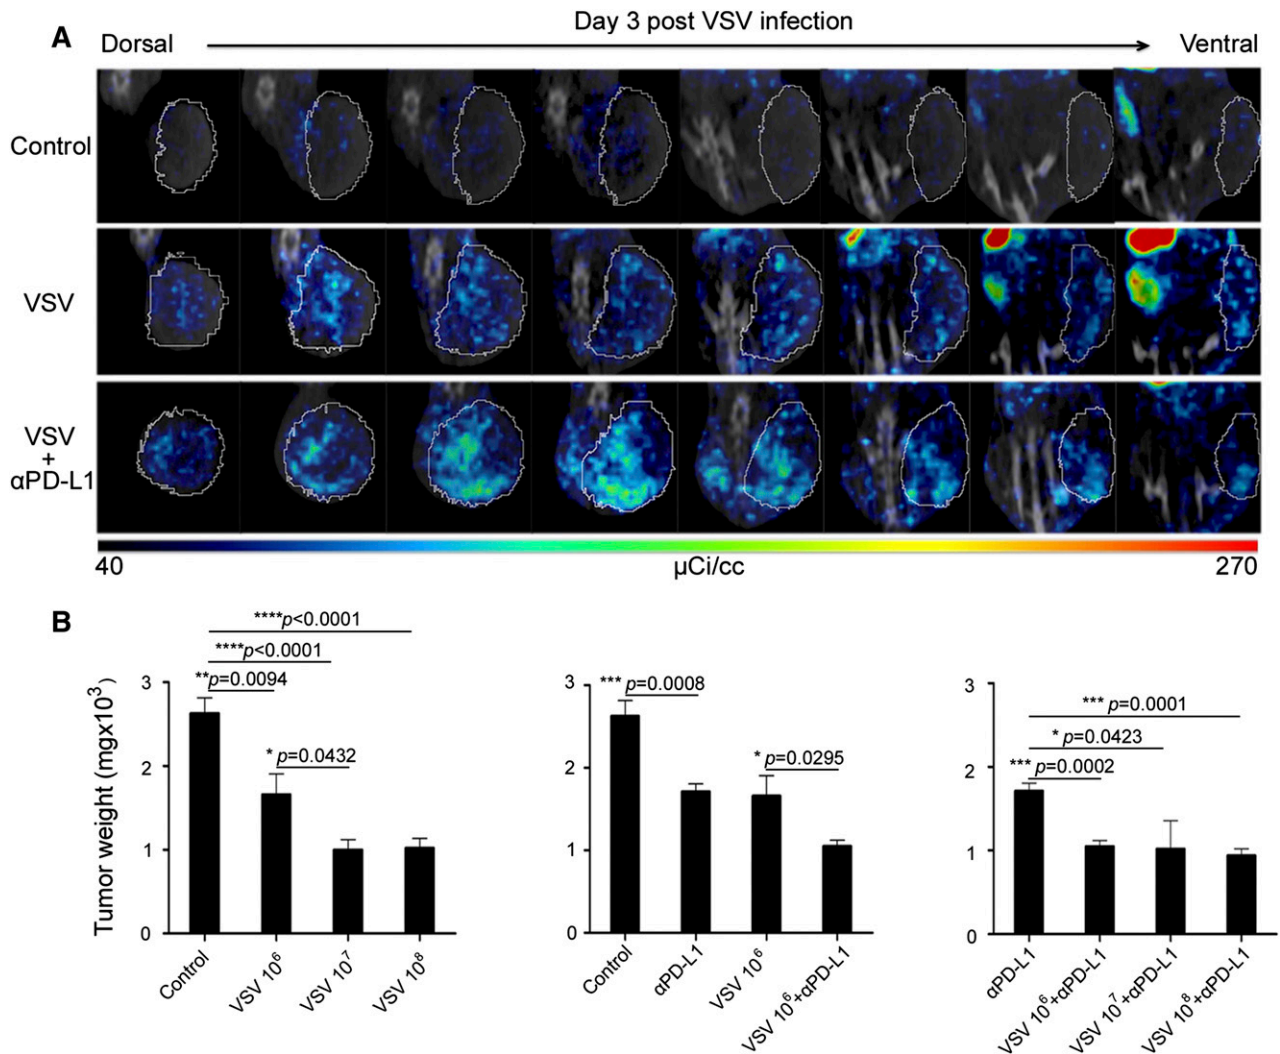 A
Day 3 post VSV infection
Dorsal
Ventral
Control
VSV
VSV
+
αPD-L1
40
µCi/cc
270
B
****p<0.0001
****p<0.0001
**p=0.0094
* p=0.0432
Tumor weight (mgx10³)
3
2
1
0
Control
VSV 10⁶
VSV 10⁷
VSV 10⁸
*** p=0.0008
* p=0.0295
3
2
1
0
Control
αPD-L1
VSV 10⁶
VSV 10⁶+αPD-L1
*** p=0.0001
* p=0.0423
*** p=0.0002
3
2
1
0
αPD-L1
VSV 10⁶+αPD-L1
VSV 10⁷+αPD-L1
VSV 10⁸+αPD-L1